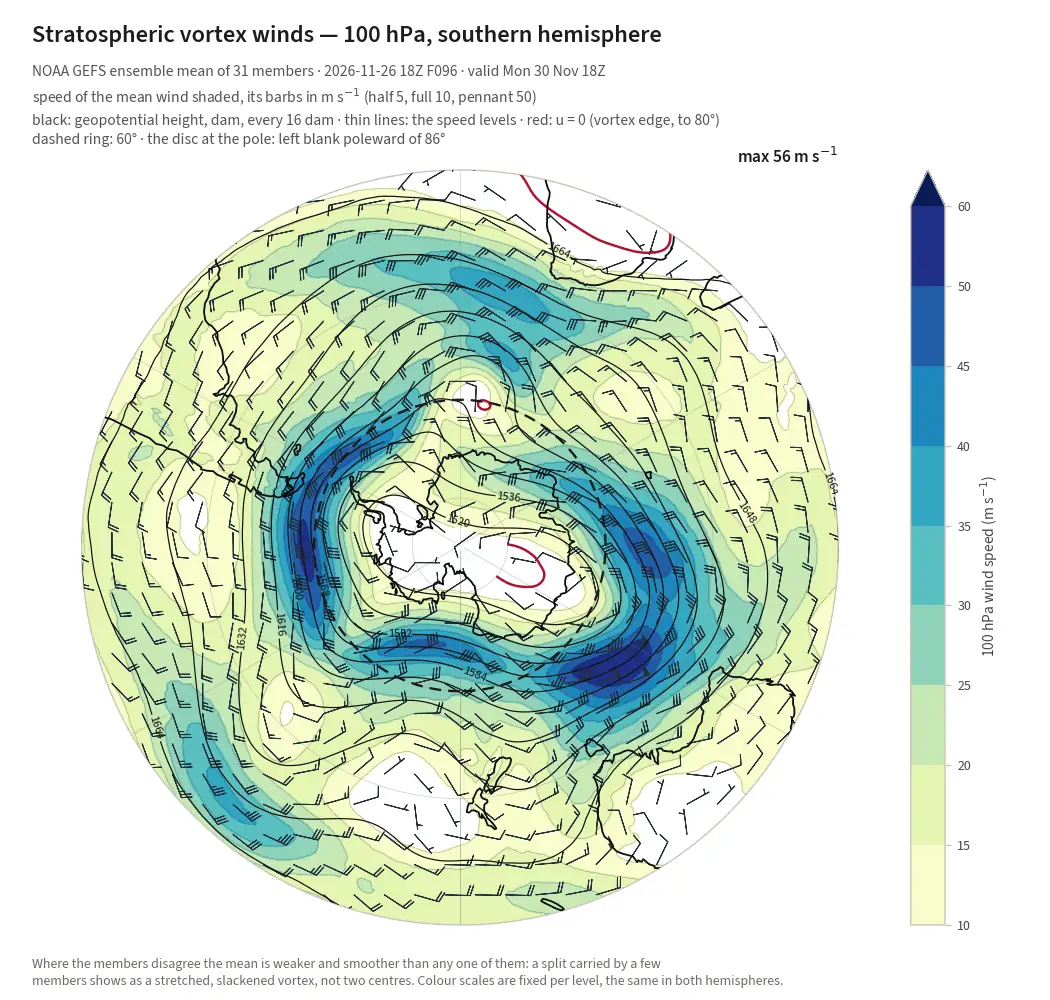 Stratospheric vortex winds — 100 hPa, southern hemisphere
NOAA GEFS ensemble mean of 31 members · 2026-11-26 18Z F096 · valid Mon 30 Nov 18Z
speed of the mean wind shaded, its barbs in m s⁻¹ (half 5, full 10, pennant 50)
black: geopotential height, dam, every 16 dam · thin lines: the speed levels · red: u = 0 (vortex edge, to 80°)
dashed ring: 60° · the disc at the pole: left blank poleward of 86°
max 56 m s⁻¹
60
50
45
40
35
30
25
20
15
10
100 hPa wind speed (m s⁻¹)
1664
1664
1648
1536
1520
1600
1616
1632
1584
Where the members disagree the mean is weaker and smoother than any one of them: a split carried by a few
members shows as a stretched, slackened vortex, not two centres. Colour scales are fixed per level, the same in both hemispheres.